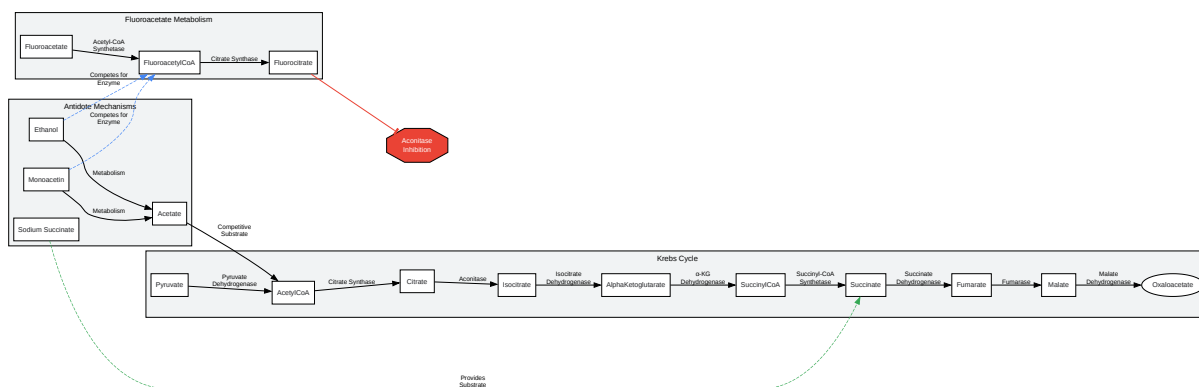 Fluoroacetate Metabolism
Fluoroacetate
Acetyl-CoA
Synthetase
FluoroacetylCoA
Citrate Synthase
Fluorocitrate
Competes for
Enzyme
Antidote Mechanisms
Competes for
Enzyme
Ethanol
Aconitase
Inhibition
Monoacetin
Metabolism
Metabolism
Acetate
Sodium Succinate
Competitive
Substrate
Krebs Cycle
Pyruvate
Pyruvate
Dehydrogenase
AcetylCoA
Citrate Synthase
Citrate
Aconitase
Isocitrate
Isocitrate
Dehydrogenase
AlphaKetoglutarate
α-KG
Dehydrogenase
SuccinylCoA
Succinyl-CoA
Synthetase
Succinate
Succinate
Dehydrogenase
Fumarate
Fumarase
Malate
Malate
Dehydrogenase
Oxaloacetate
Provides
Substrate